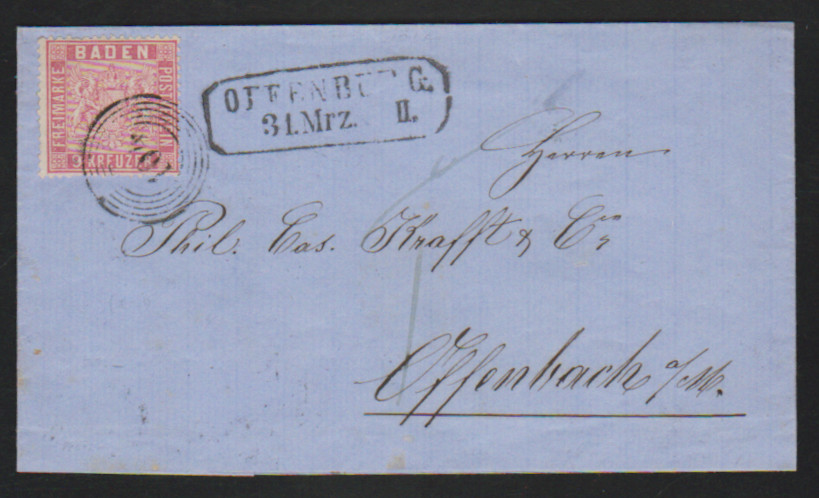 BADEN
FREIMARKE
POSTVEREIN
3 KREUZER
OFFENBURG.
31. Mrz. II.
Herren
Phil. Cas. Krafft & Co
Offenbach a/M.